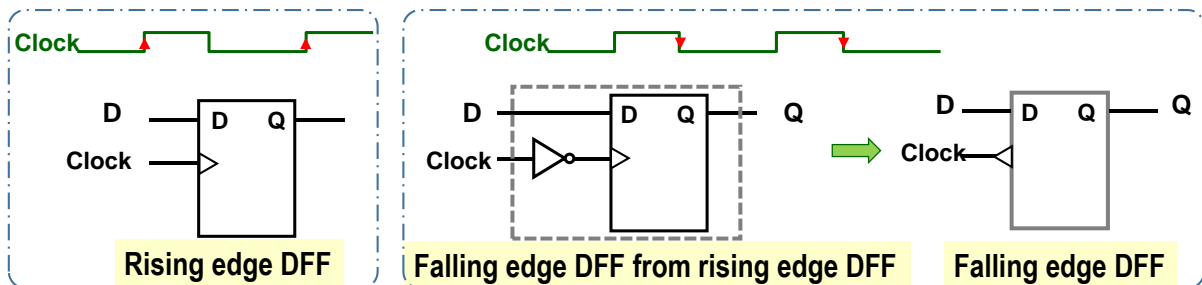 Clock
D
D Q
Clock
Rising edge DFF
Clock
D
D Q
Q
Clock
Falling edge DFF from rising edge DFF
D
D Q
Q
Clock
Falling edge DFF